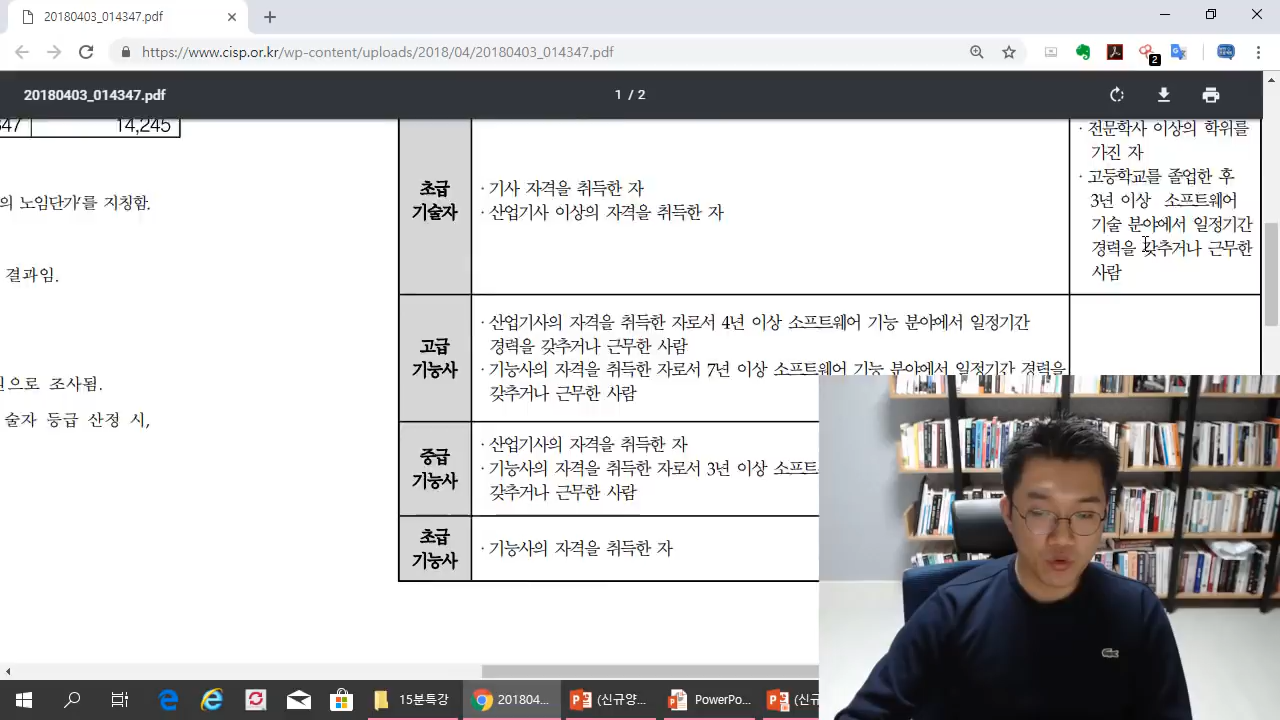 20180403_014347.pdf
https://www.cisp.or.kr/wp-content/uploads/2018/04/20180403_014347.pdf
2
20180403_014347.pdf
1 / 2
14,245
의 노임단가'를 지칭함.
결과임.
으로 조사됨.
술자 등급 산정 시,
초급
기술자
· 기사 자격을 취득한 자
· 산업기사 이상의 자격을 취득한 자
· 전문학사 이상의 학위를
가진 자
· 고등학교를 졸업한 후
3년 이상 소프트웨어
기술 분야에서 일정기간
경력을 갖추거나 근무한
사람
고급
기능사
· 산업기사의 자격을 취득한 자로서 4년 이상 소프트웨어 기능 분야에서 일정기간
경력을 갖추거나 근무한 사람
· 기능사의 자격을 취득한 자로서 7년 이상 소프트웨어 기능 분야에서 일정기간 경력을
갖추거나 근무한 사람
중급
기능사
· 산업기사의 자격을 취득한 자
· 기능사의 자격을 취득한 자로서 3년 이상 소프트
갖추거나 근무한 사람
초급
기능사
· 기능사의 자격을 취득한 자
15분특강
201804...
(신규양...
PowerPo...
(신규